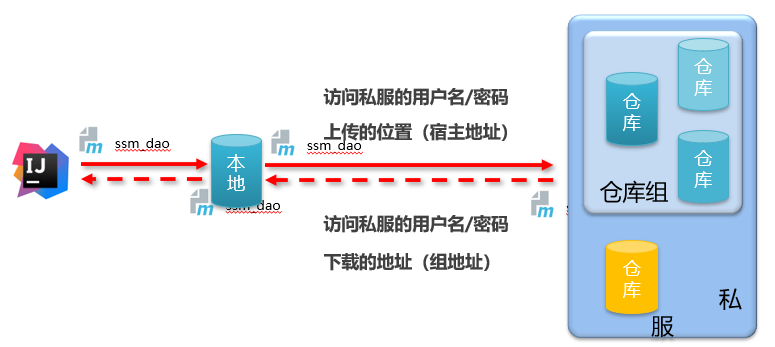 访问私服的用户名/密码
上传的位置（宿主地址）
m ssm_dao
m ssm_dao
IJ
本地
m ssm_dao
m s
访问私服的用户名/密码
下载的地址（组地址）
仓库
仓库
仓库
仓库组
仓库
私服